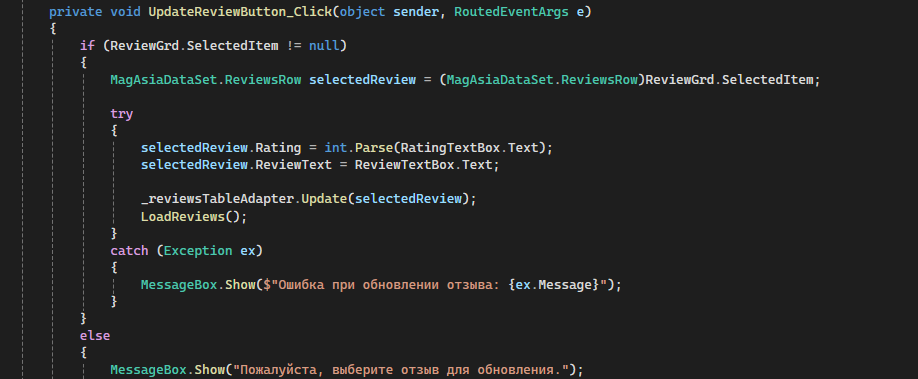 private void UpdateReviewButton_Click(object sender, RoutedEventArgs e)
{
if (ReviewGrd.SelectedItem != null)
{
MagAsiaDataSet.ReviewsRow selectedReview = (MagAsiaDataSet.ReviewsRow)ReviewGrd.SelectedItem;
try
{
selectedReview.Rating = int.Parse(RatingTextBox.Text);
selectedReview.ReviewText = ReviewTextBox.Text;
_reviewsTableAdapter.Update(selectedReview);
LoadReviews();
}
catch (Exception ex)
{
MessageBox.Show($"Ошибка при обновлении отзыва: {ex.Message}");
}
}
else
{
MessageBox.Show("Пожалуйста, выберите отзыв для обновления.");